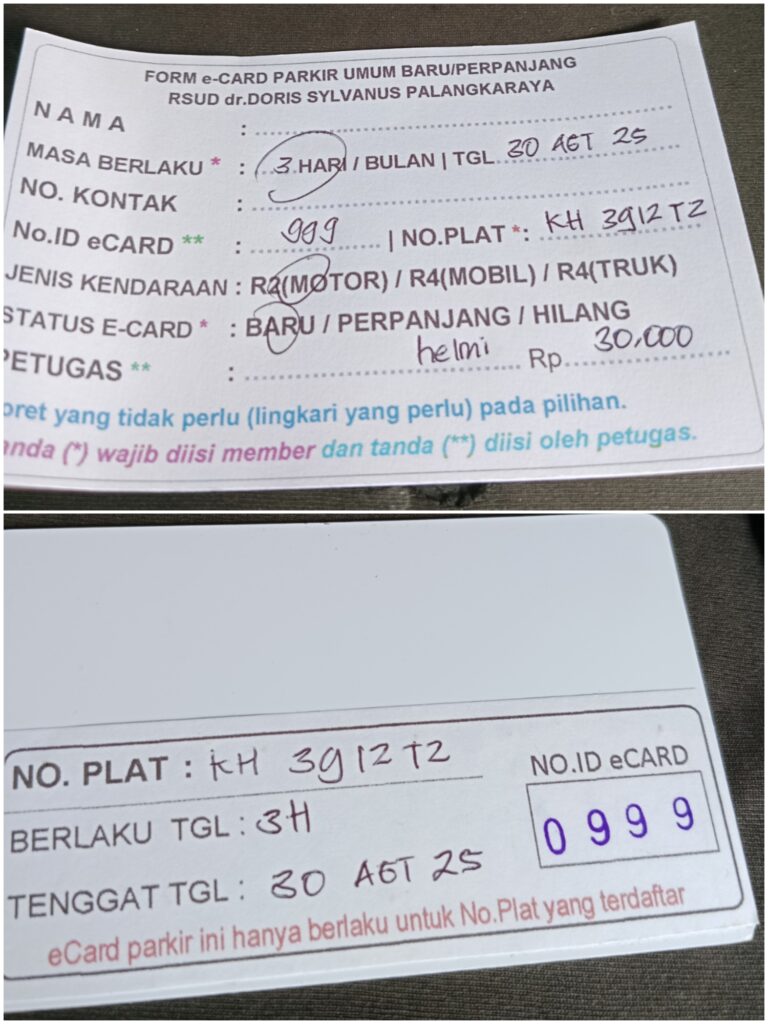 FORM e-CARD PARKIR UMUM BARU/PERPANJANG
RSUD dr.DORIS SYLVANUS PALANGKARAYA
N A M A :
MASA BERLAKU * : 3 HARI / BULAN | TGL. 30 AGT 25
NO. KONTAK :
No.ID eCARD ** : 999 | NO.PLAT *: KH 3912 TZ
JENIS KENDARAAN : R2(MOTOR) / R4(MOBIL) / R4(TRUK)
STATUS E-CARD * : BARU / PERPANJANG / HILANG
PETUGAS ** : helmi Rp. 30.000
oret yang tidak perlu (lingkari yang perlu) pada pilihan.
anda (*) wajib diisi member dan tanda (**) diisi oleh petugas.
NO. PLAT : KH 3912 TZ
NO.ID eCARD
BERLAKU TGL : 3H
0999
TENGGAT TGL : 30 AGT 25
eCard parkir ini hanya berlaku untuk No.Plat yang terdaftar